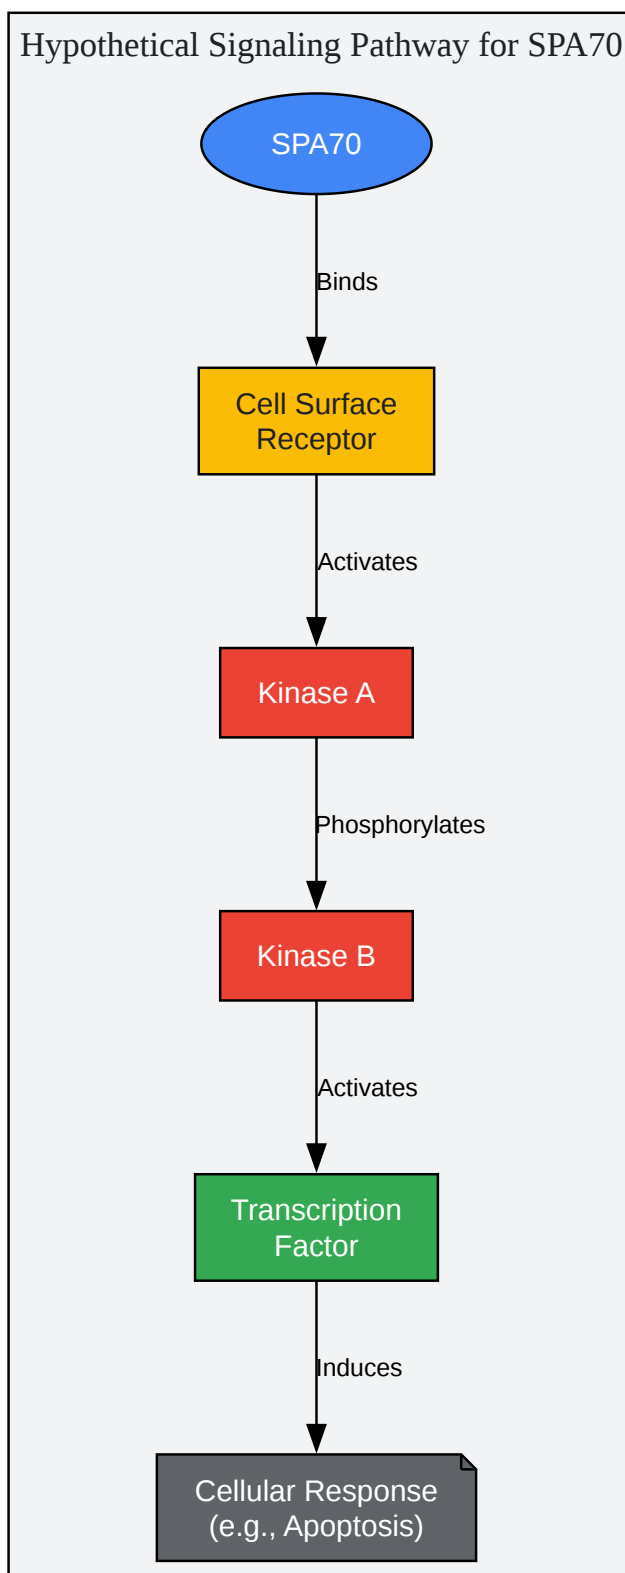 Hypothetical Signaling Pathway for SPA70
SPA70
Binds
Cell Surface
Receptor
Activates
Kinase A
Phosphorylates
Kinase B
Activates
Transcription
Factor
Induces
Cellular Response
(e.g., Apoptosis)